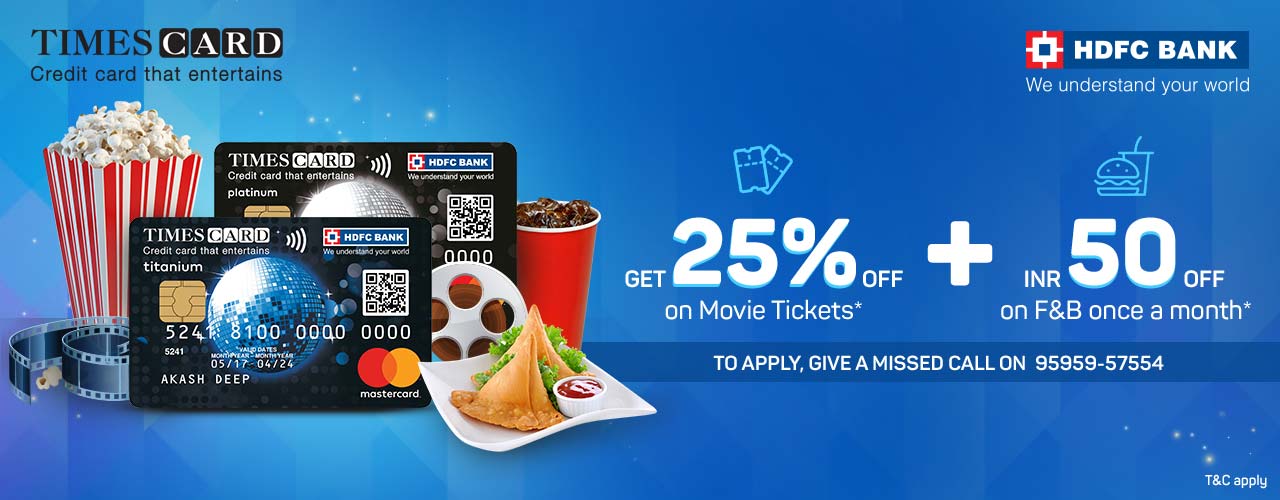 TIMES CARD
Credit card that entertains
HDFC BANK
We understand your world
TIMES CARD
Credit card that entertains
platinum
HDFC BANK
We understand your world
0000
TIMES CARD
Credit card that entertains
titanium
HDFC BANK
We understand your world
5241 8100 0000 0000
5241
VALID DATES
MONTH/YEAR - MONTH/YEAR
05/17 - 04/24
AKASH DEEP
mastercard.
GET 25% OFF
on Movie Tickets*
+
INR 50 OFF
on F&B once a month*
TO APPLY, GIVE A MISSED CALL ON 95959-57554
T&C apply